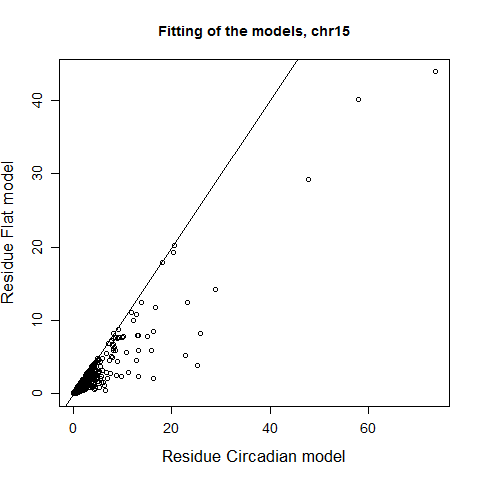 Fitting of the models, chr15
Residue Flat model
40
30
20
10
0
0 20 40 60
Residue Circadian model